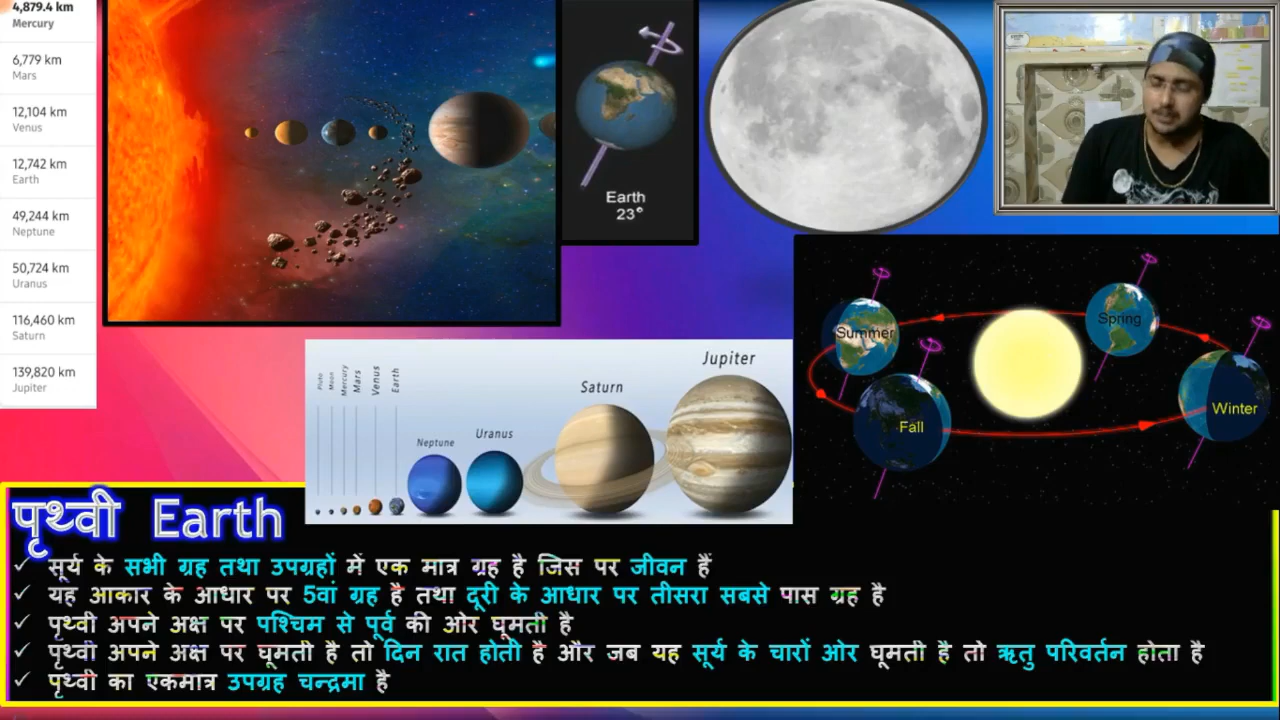 4,879.4 km
Mercury
6,779 km
Mars
12,104 km
Venus
12,742 km
Earth
49,244 km
Neptune
50,724 km
Uranus
116,460 km
Saturn
139,820 km
Jupiter
Earth
23°
Summer
Spring
Fall
Winter
Pluto
Moon
Mercury
Mars
Venus
Earth
Neptune
Uranus
Saturn
Jupiter
पृथ्वी Earth
✓ सूर्य के सभी ग्रह तथा उपग्रहों में एक मात्र ग्रह है जिस पर जीवन हैं
✓ यह आकार के आधार पर 5वां ग्रह है तथा दूरी के आधार पर तीसरा सबसे पास ग्रह है
✓ पृथ्वी अपने अक्ष पर पश्चिम से पूर्व की ओर घूमती है
✓ पृथ्वी अपने अक्ष पर घूमती है तो दिन रात होती है और जब यह सूर्य के चारों ओर घूमती है तो ऋतु परिवर्तन होता है
✓ पृथ्वी का एकमात्र उपग्रह चन्द्रमा है